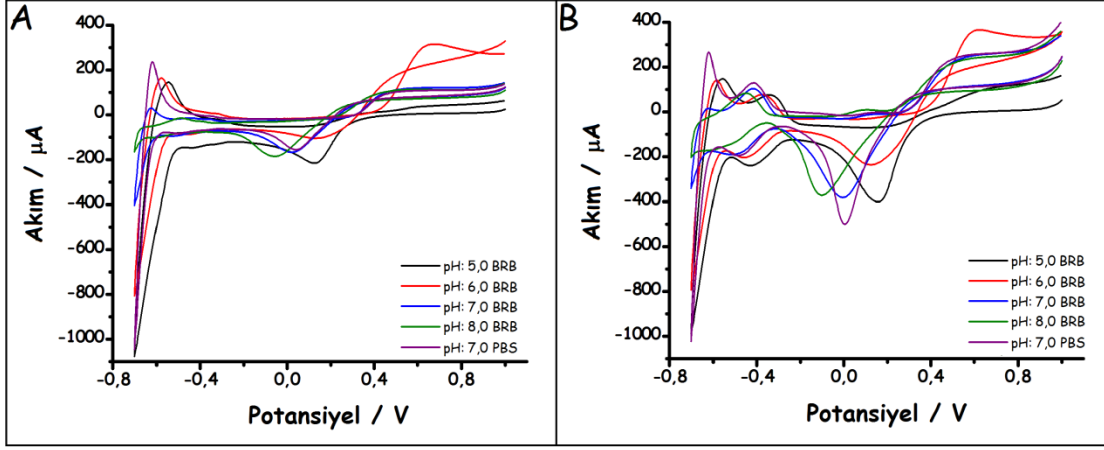 A
400
200
0
-200
-400
-600
-800
-1000
Akım / µA
-0,8
-0,4
0,0
0,4
0,8
Potansiyel / V
pH: 5,0 BRB
pH: 6,0 BRB
pH: 7,0 BRB
pH: 8,0 BRB
pH: 7,0 PBS
B
400
200
0
-200
-400
-600
-800
-1000
Akım / µA
-0,8
-0,4
0,0
0,4
0,8
Potansiyel / V
pH: 5,0 BRB
pH: 6,0 BRB
pH: 7,0 BRB
pH: 8,0 BRB
pH: 7,0 PBS